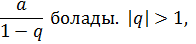 a/(1 − q) болады. |q| > 1,